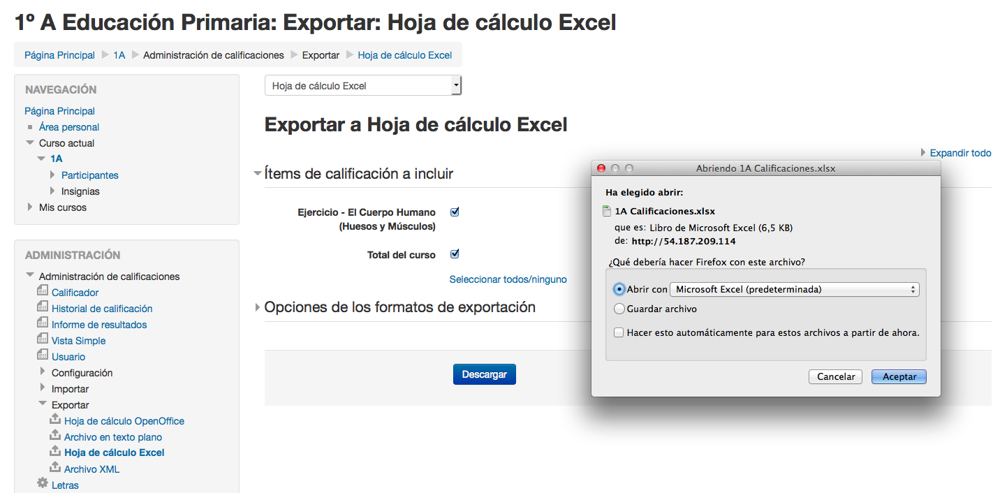 1º A Educación Primaria: Exportar: Hoja de cálculo Excel
Página Principal 1A Administración de calificaciones Exportar Hoja de cálculo Excel
NAVEGACIÓN
Página Principal
Área personal
Curso actual
1A
Participantes
Insignias
Mis cursos
ADMINISTRACIÓN
Administración de calificaciones
Calificador
Historial de calificación
Informe de resultados
Vista Simple
Usuario
Configuración
Importar
Exportar
Hoja de cálculo OpenOffice
Archivo en texto plano
Hoja de cálculo Excel
Archivo XML
Letras
Hoja de cálculo Excel
Exportar a Hoja de cálculo Excel
Expandir todo
Ítems de calificación a incluir
Ejercicio - El Cuerpo Humano
(Huesos y Músculos)
Total del curso
Seleccionar todos/ninguno
Opciones de los formatos de exportación
Descargar
Abriendo 1A Calificaciones.xlsx
Ha elegido abrir:
1A Calificaciones.xlsx
que es: Libro de Microsoft Excel (6,5 KB)
de: http://54.187.209.114
¿Qué debería hacer Firefox con este archivo?
Abrir con Microsoft Excel (predeterminada)
Guardar archivo
Hacer esto automáticamente para estos archivos a partir de ahora.
Cancelar Aceptar